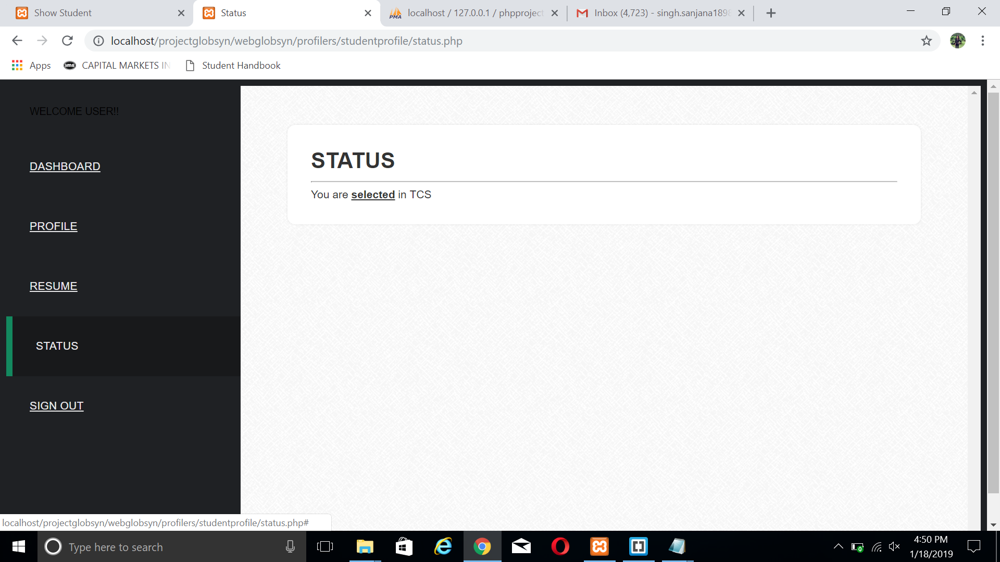 Show Student
Status
localhost / 127.0.0.1 / phpproject
Inbox (4,723) - singh.sanjana1898
localhost/projectglobsyn/webglobsyn/profilers/studentprofile/status.php
Apps
CAPITAL MARKETS IN
Student Handbook
WELCOME USER!!
DASHBOARD
PROFILE
RESUME
STATUS
SIGN OUT
STATUS
You are selected in TCS
localhost/projectglobsyn/webglobsyn/profilers/studentprofile/status.php#
Type here to search
4:50 PM
1/18/2019